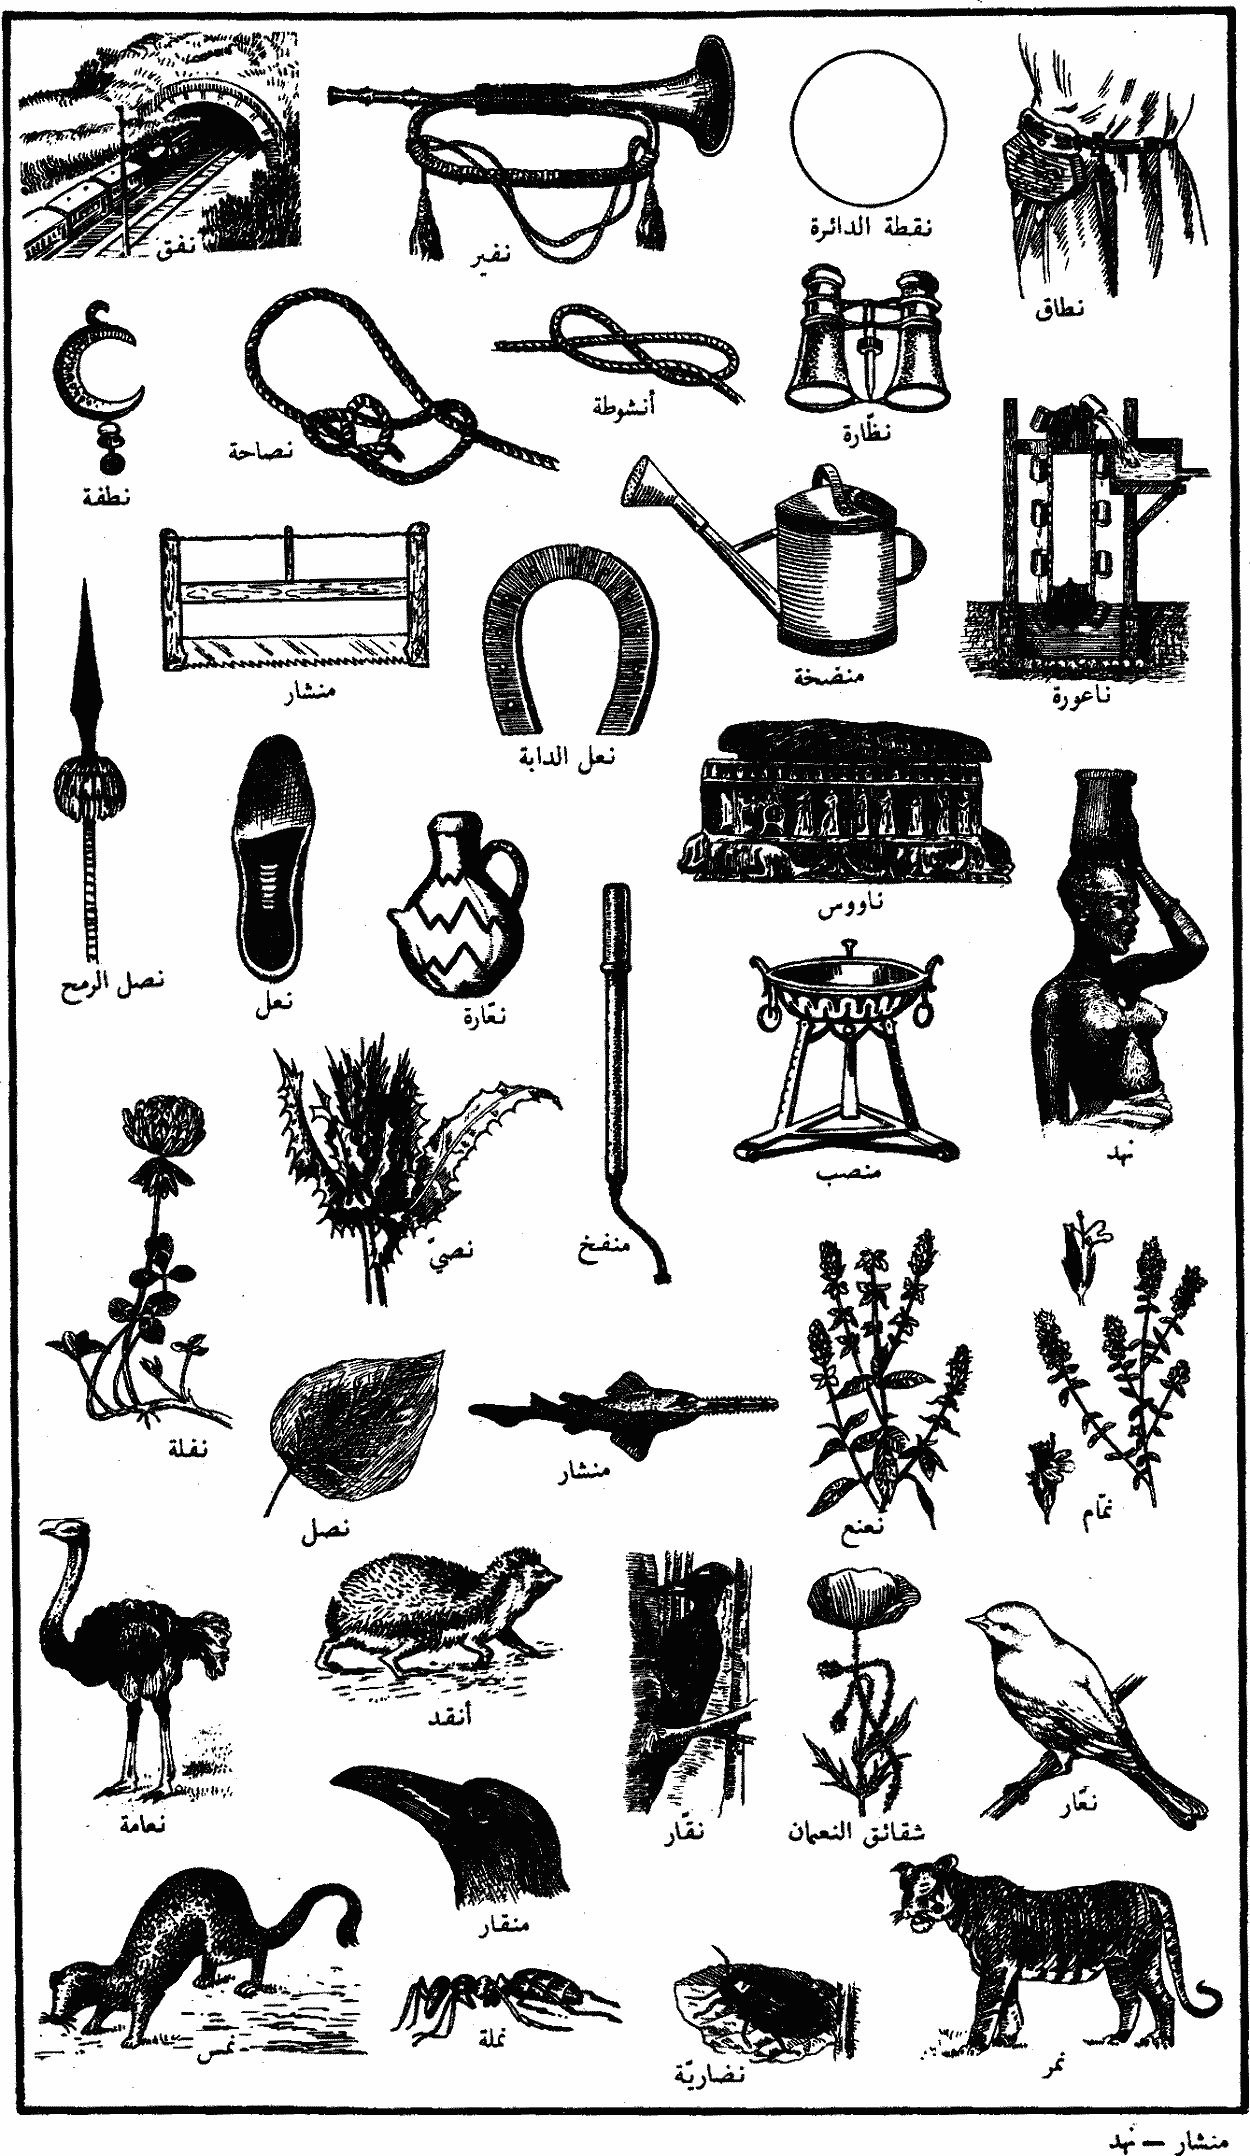 نطاق
نقطة الدائرة
نفير
نفق
نظّارة
أنشوطة
نصاحة
نطفة
ناعورة
منضخة
نعل الدابة
منشار
ناووس
نهد
منصب
منفخ
نعّارة
نعل
نصل الرمح
نصيّ
نفلة
نمّام
نعنع
منشار
نصل
نعّار
شقائق النعمان
نقّار
أنقد
نعامة
منقار
نمر
نضاريّة
نملة
نمس
منشار — نهد